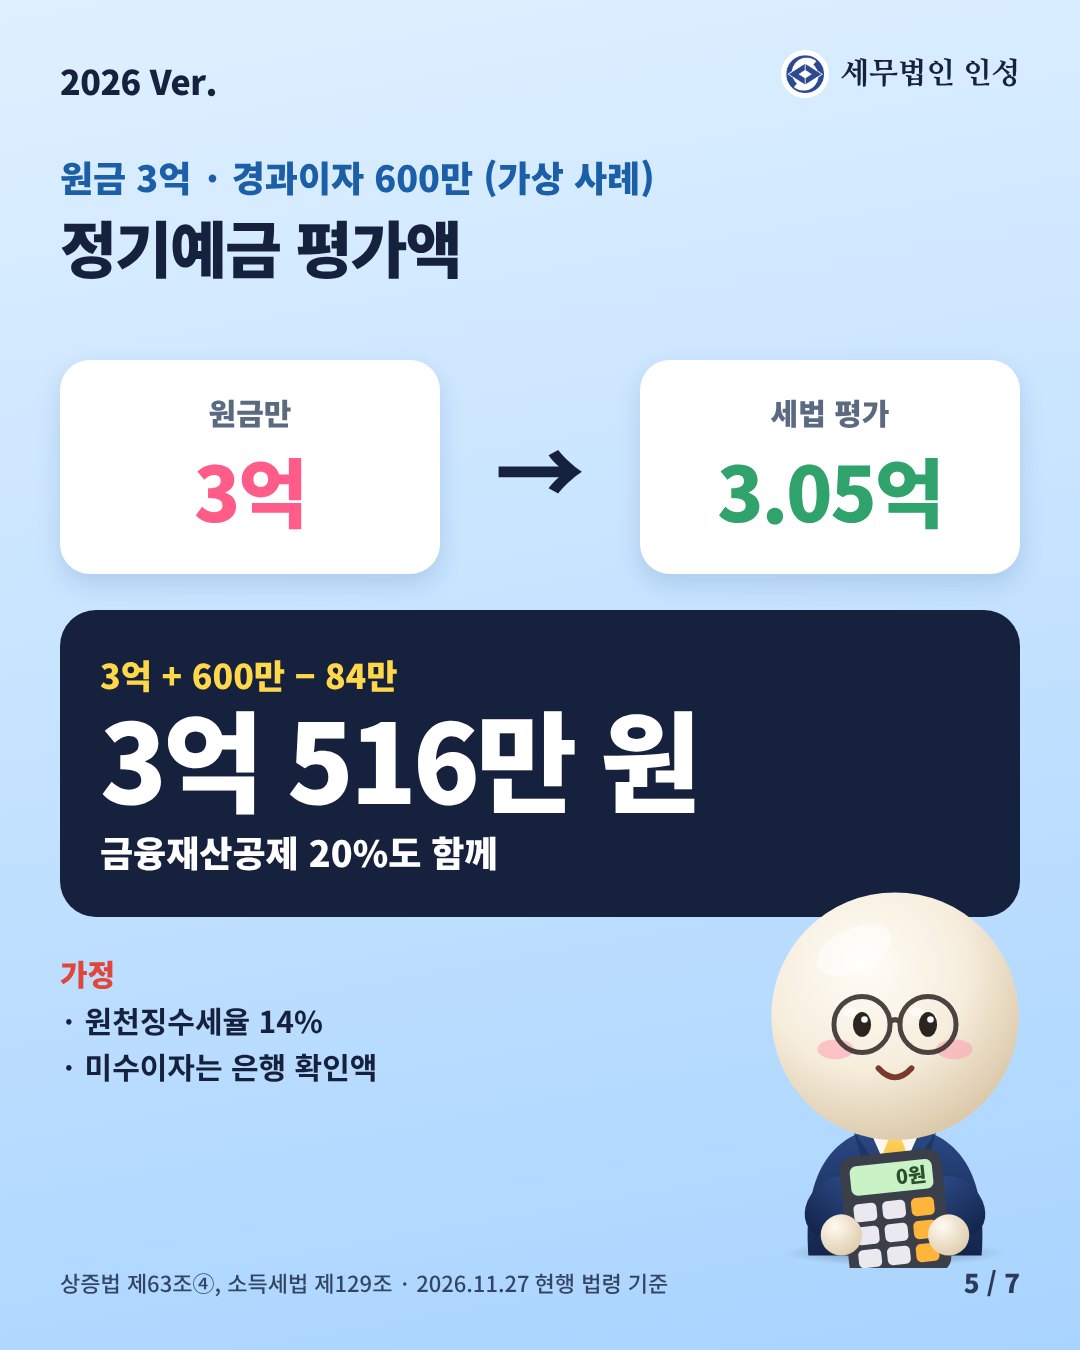 2026 Ver.
세무법인 인성
원금 3억 · 경과이자 600만 (가상 사례)
정기예금 평가액
원금만
3억
→
세법 평가
3.05억
3억 + 600만 − 84만
3억 516만 원
금융재산공제 20%도 함께
가정
· 원천징수세율 14%
· 미수이자는 은행 확인액
0원
상증법 제63조④, 소득세법 제129조 · 2026.11.27 현행 법령 기준
5 / 7